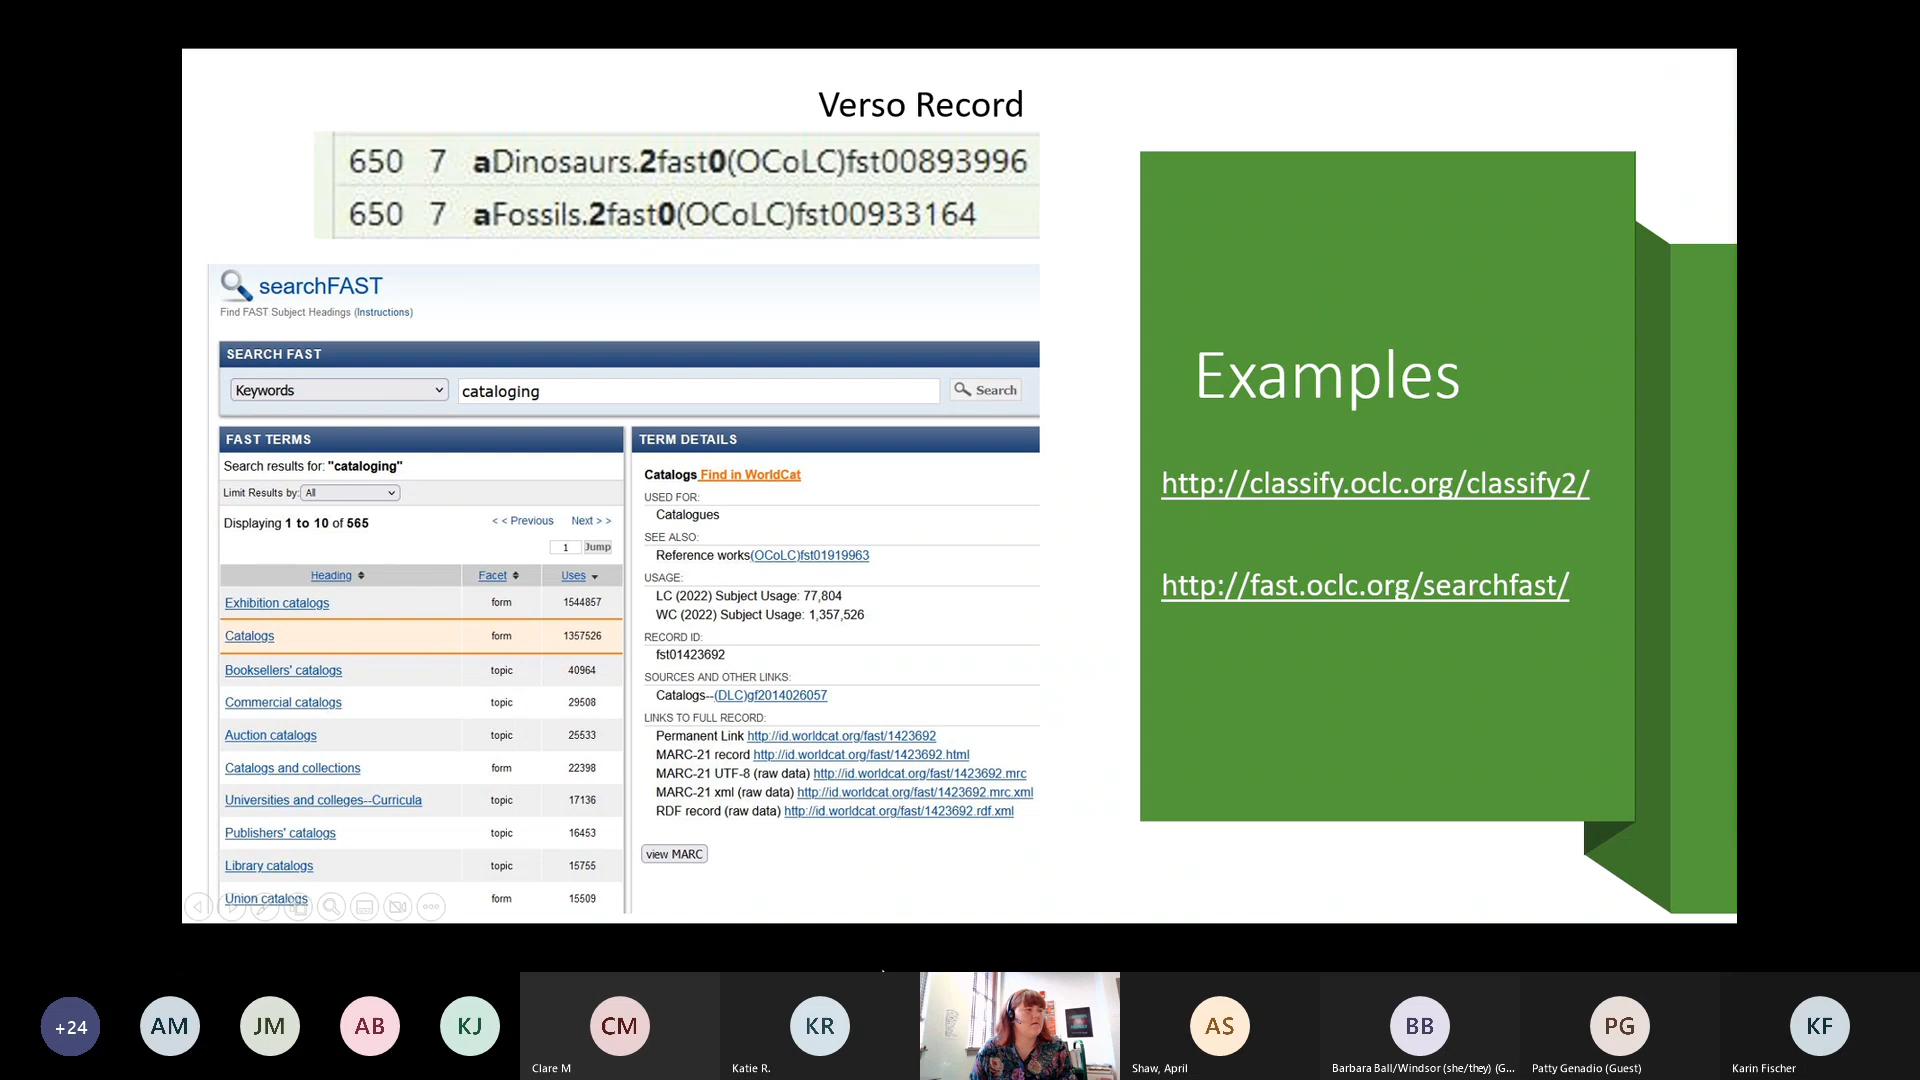 Verso Record
650 7 aDinosaurs.2fast0(OCoLC)fst00893996
650 7 aFossils.2fast0(OCoLC)fst00933164
searchFAST
Find FAST Subject Headings (Instructions)
SEARCH FAST
Keywords cataloging Search
FAST TERMS
Search results for: "cataloging"
Limit Results by: All
Displaying 1 to 10 of 565 < < Previous Next > >
1 Jump
Heading Facet Uses
Exhibition catalogs form 1544857
Catalogs form 1357526
Booksellers' catalogs topic 40964
Commercial catalogs topic 29508
Auction catalogs topic 25533
Catalogs and collections form 22398
Universities and colleges--Curricula topic 17136
Publishers' catalogs topic 16453
Library catalogs topic 15755
Union catalogs form 15509
TERM DETAILS
Catalogs Find in WorldCat
USED FOR:
Catalogues
SEE ALSO:
Reference works(OCoLC)fst01919963
USAGE:
LC (2022) Subject Usage: 77,804
WC (2022) Subject Usage: 1,357,526
RECORD ID:
fst01423692
SOURCES AND OTHER LINKS:
Catalogs--(DLC)gf2014026057
LINKS TO FULL RECORD:
Permanent Link http://id.worldcat.org/fast/1423692
MARC-21 record http://id.worldcat.org/fast/1423692.html
MARC-21 UTF-8 (raw data) http://id.worldcat.org/fast/1423692.mrc
MARC-21 xml (raw data) http://id.worldcat.org/fast/1423692.mrc.xml
RDF record (raw data) http://id.worldcat.org/fast/1423692.rdf.xml
view MARC
Examples
http://classify.oclc.org/classify2/
http://fast.oclc.org/searchfast/
+24 AM JM AB KJ CM KR AS BB PG KF
Clare M Katie R. Shaw, April Barbara Ball/Windsor (she/they) (G... Patty Genadio (Guest) Karin Fischer